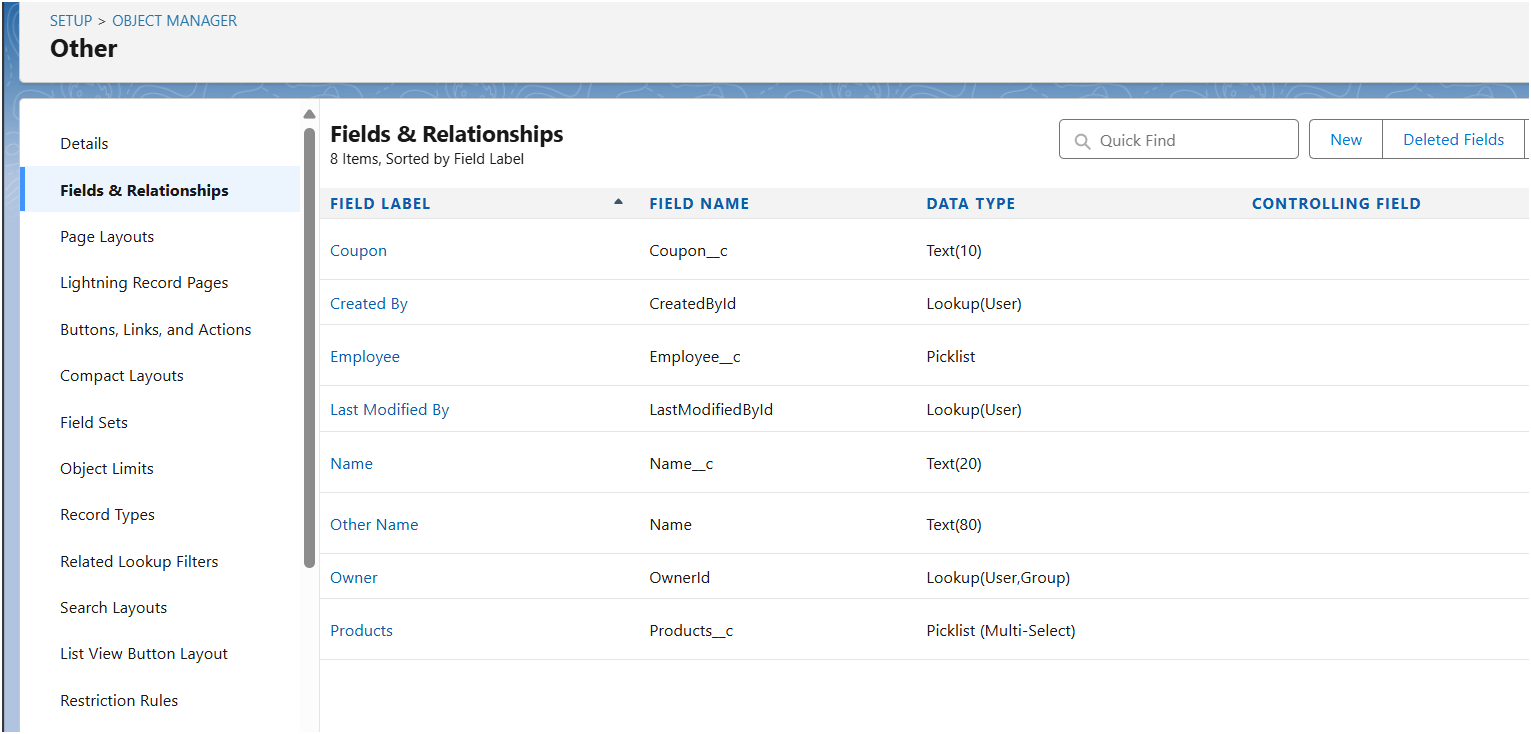 SETUP > OBJECT MANAGER
Other
Details
Fields & Relationships
Page Layouts
Lightning Record Pages
Buttons, Links, and Actions
Compact Layouts
Field Sets
Object Limits
Record Types
Related Lookup Filters
Search Layouts
List View Button Layout
Restriction Rules
Fields & Relationships
8 Items, Sorted by Field Label
Quick Find
New
Deleted Fields
FIELD LABEL FIELD NAME DATA TYPE CONTROLLING FIELD
Coupon Coupon__c Text(10)
Created By CreatedById Lookup(User)
Employee Employee__c Picklist
Last Modified By LastModifiedById Lookup(User)
Name Name__c Text(20)
Other Name Name Text(80)
Owner OwnerId Lookup(User,Group)
Products Products__c Picklist (Multi-Select)